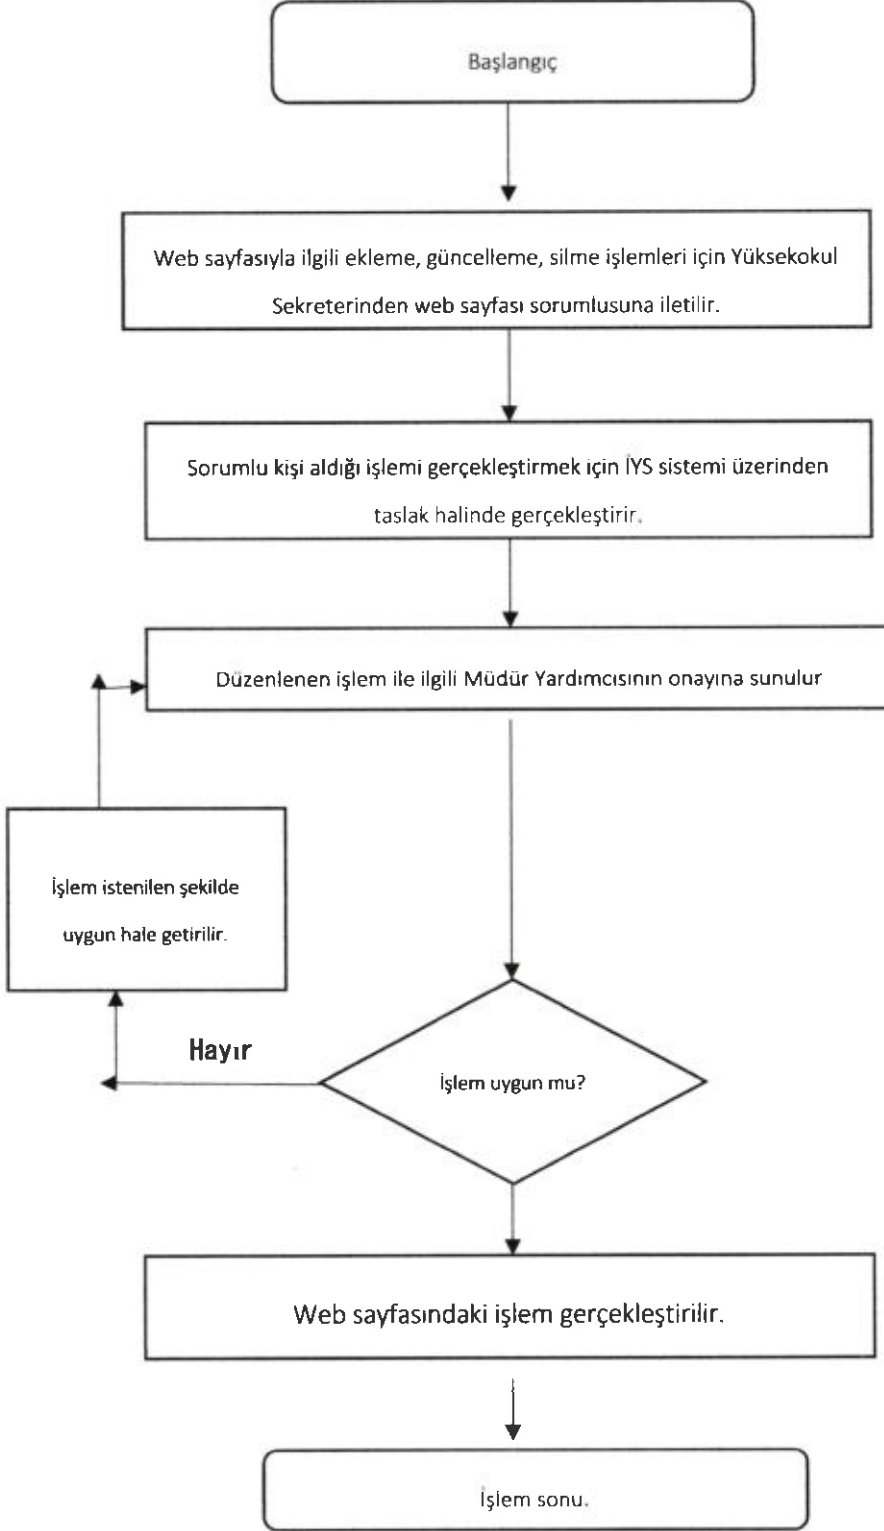 Başlangıç
Web sayfasıyla ilgili ekleme, güncelleme, silme işlemleri için Yüksekokul
Sekreterinden web sayfası sorumlusuna iletilir.
Sorumlu kişi aldığı işlemi gerçekleştirmek için İYS sistemi üzerinden
taslak halinde gerçekleştirir.
Düzenlenen işlem ile ilgili Müdür Yardımcısının onayına sunulur
İşlem istenilen şekilde
uygun hale getirilir.
Hayır
İşlem uygun mu?
Web sayfasındaki işlem gerçekleştirilir.
İşlem sonu.